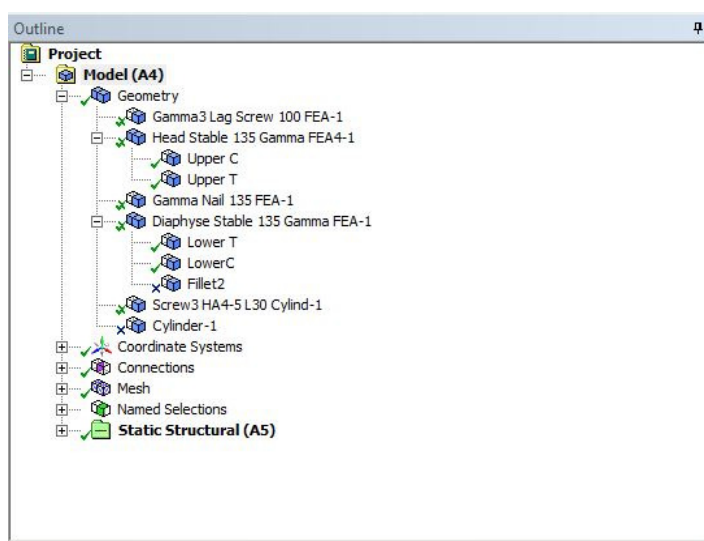 Outline
Project
Model (A4)
Geometry
Gamma3 Lag Screw 100 FEA-1
Head Stable 135 Gamma FEA4-1
Upper C
Upper T
Gamma Nail 135 FEA-1
Diaphyse Stable 135 Gamma FEA-1
Lower T
LowerC
Fillet2
Screw3 HA4-5 L30 Cylind-1
Cylinder-1
Coordinate Systems
Connections
Mesh
Named Selections
Static Structural (A5)